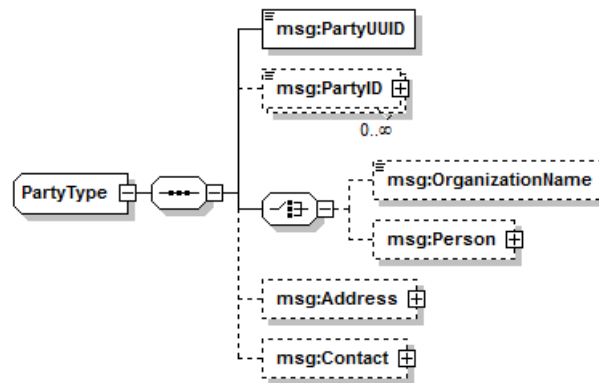 msg:PartyUUID
msg:PartyID
0..∞
PartyType
msg:OrganizationName
msg:Person
msg:Address
msg:Contact